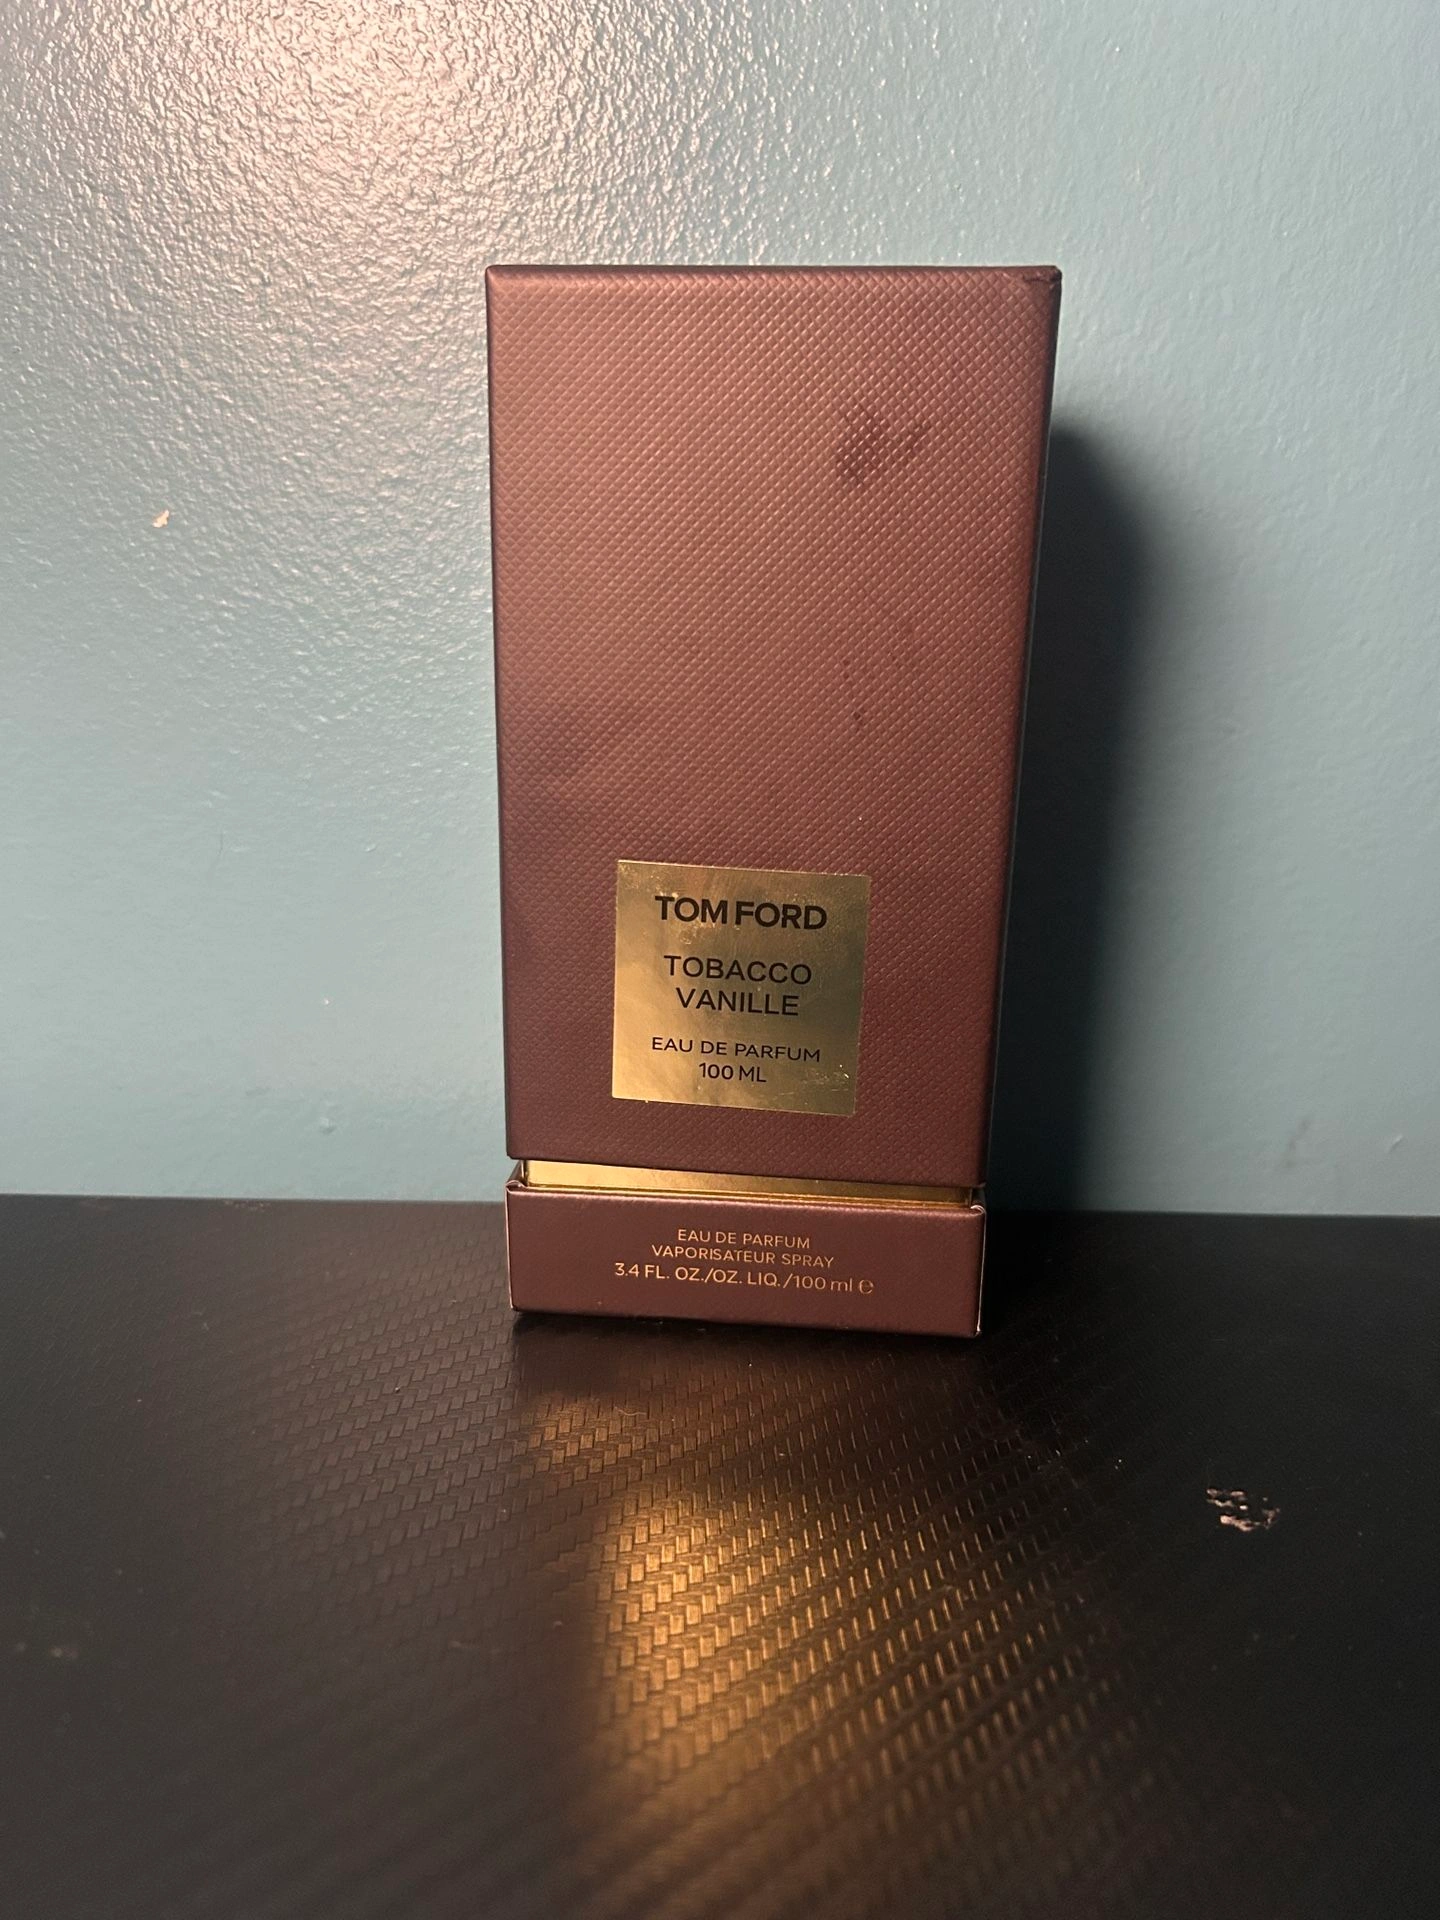 TOM FORD
TOBACCO
VANILLE
EAU DE PARFUM
100 ML
EAU DE PARFUM
VAPORISATEUR SPRAY
3.4 FL. OZ./OZ. LIQ./100 ml ℮